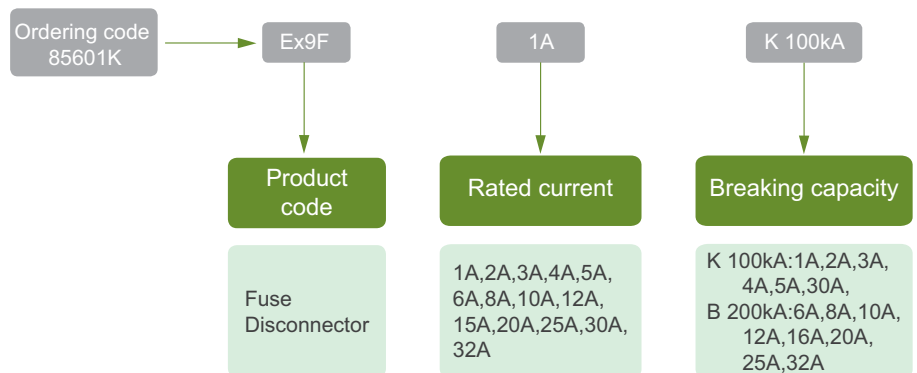 Ordering code
85601K
Ex9F
1A
K 100kA
Product
code
Rated current
Breaking capacity
Fuse
Disconnector
1A,2A,3A,4A,5A,
6A,8A,10A,12A,
15A,20A,25A,30A,
32A
K 100kA:1A,2A,3A,
4A,5A,30A,
B 200kA:6A,8A,10A,
12A,16A,20A,
25A,32A